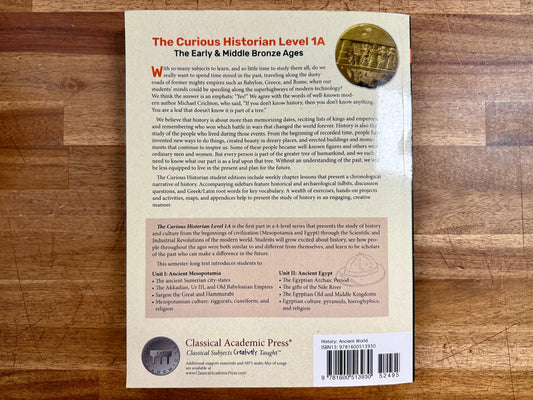 The Curious Historian Level 1A
The Early & Middle Bronze Ages
With so many subjects to learn, and so little time to study them all, do we
really want to spend time mired in the past, traveling along the dusty
roads of former mighty empires such as Babylon, Greece, and Rome, when our
students' minds could be speeding along the superhighways of modern technology?
We think the answer is an emphatic "Yes!" We agree with the words of well-known mod-
ern author Michael Crichton, who said, "If you don't know history, then you don't know anything.
You are a leaf that doesn't know it is part of a tree."
We believe that history is about more than memorizing dates, reciting lists of kings and emperors,
and remembering who won which battle in wars that changed the world forever. History is also the
study of the people who lived during those events. From the beginning of recorded time, people have
invented new ways to do things, created beauty in dreary places, and erected buildings and monu-
ments that continue to inspire us. Some of these people became well-known figures and others were
ordinary men and women. But every person is part of the greater tree of humankind, and we each
need to know what our part is as a leaf upon that tree. Without an understanding of the past, we will
be less equipped to live in the present and plan for the future.
The Curious Historian student editions include weekly chapter lessons that present a chronological
narrative of history. Accompanying sidebars feature historical and archaeological tidbits, discussion
questions, and Greek/Latin root words for key vocabulary. A wealth of exercises, hands-on projects
and activities, maps, and appendices help to present the study of history in an engaging, creative
manner.
The Curious Historian Level 1A is the first part in a 4-level series that presents the study of history
and culture from the beginnings of civilization (Mesopotamia and Egypt) through the Scientific and
Industrial Revolutions of the modern world. Students will grow excited about history, see how people
throughout the ages were both similar to and different from themselves, and learn to be scholars
of the past who can make a difference in the future.
This semester-long text introduces students to:
Unit I: Ancient Mesopotamia
• The ancient Sumerian city-states
• The Akkadian, Ur III, and Old Babylonian Empires
• Sargon the Great and Hammurabi
• Mesopotamian culture: ziggurats, cuneiform, and
religion
Unit II: Ancient Egypt
• The Egyptian Archaic Period
• The gifts of the Nile River
• The Egyptian Old and Middle Kingdoms
• Egyptian culture: pyramids, hieroglyphics,
and religion
Classical Academic Press®
Classical Subjects Creatively Taught™
Additional support materials and MP3 audio files of songs
are available at
www.ClassicalAcademicPress.com!
History: Ancient World
ISBN13: 9781600513930
9 781600 513930
52495